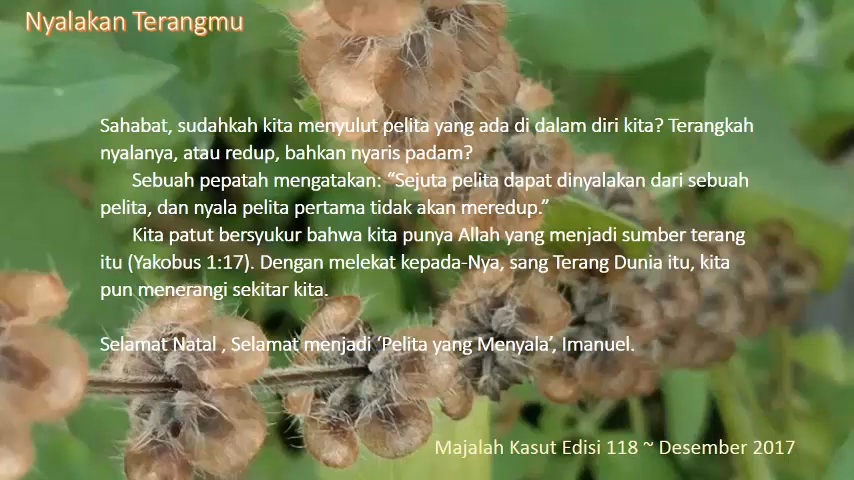 Nyalakan Terangmu
Sahabat, sudahkah kita menyulut pelita yang ada di dalam diri kita? Terangkah
nyalanya, atau redup, bahkan nyaris padam?
Sebuah pepatah mengatakan: “Sejuta pelita dapat dinyalakan dari sebuah
pelita, dan nyala pelita pertama tidak akan meredup.”
Kita patut bersyukur bahwa kita punya Allah yang menjadi sumber terang
itu (Yakobus 1:17). Dengan melekat kepada-Nya, sang Terang Dunia itu, kita
pun menerangi sekitar kita.
Selamat Natal , Selamat menjadi ‘Pelita yang Menyala’, Imanuel.
Majalah Kasut Edisi 118 ~ Desember 2017